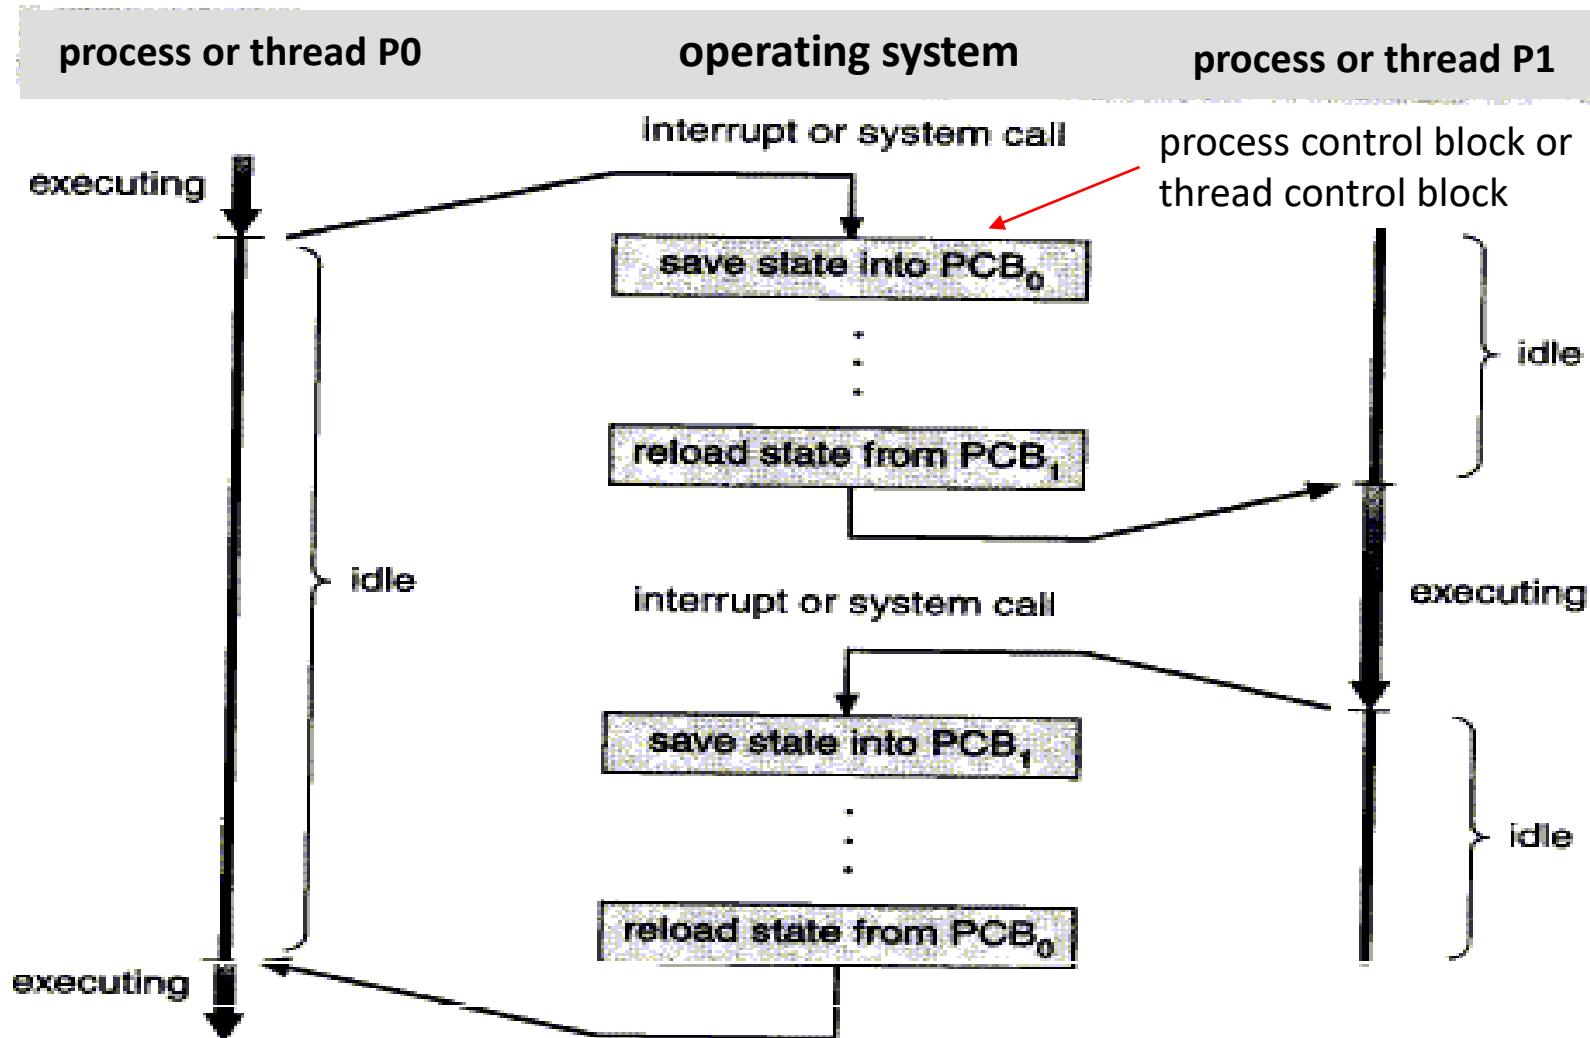 process or thread P0
operating system
process or thread P1
interrupt or system call
process control block or
thread control block
executing
save state into PCB₀
idle
reload state from PCB₁
idle
interrupt or system call
executing
save state into PCB₁
idle
reload state from PCB₀
executing